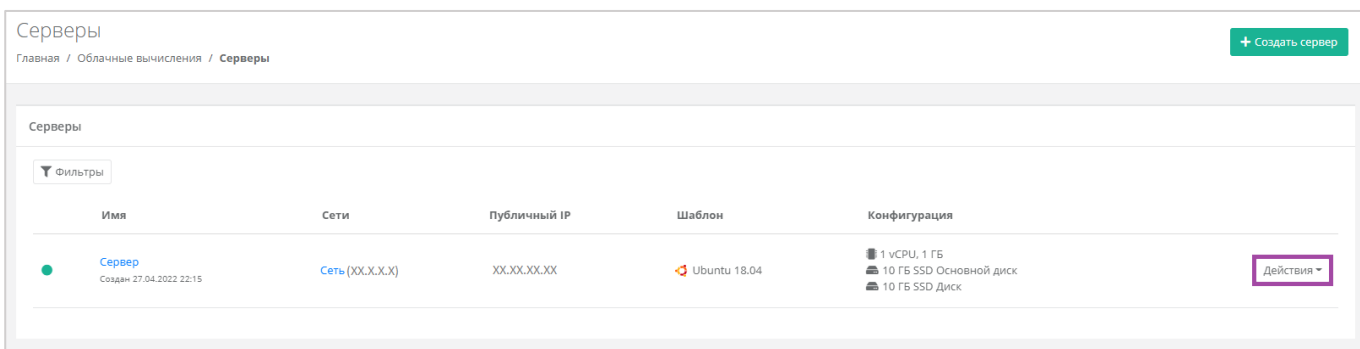 Серверы
Главная / Облачные вычисления / Серверы
+ Создать сервер
Серверы
Фильтры
Имя Сети Публичный IP Шаблон Конфигурация
Сервер
Создан 27.04.2022 22:15
Сеть (XX.X.X.X)
XX.XX.XX.XX
Ubuntu 18.04
1 vCPU, 1 ГБ
10 ГБ SSD Основной диск
10 ГБ SSD Диск
Действия